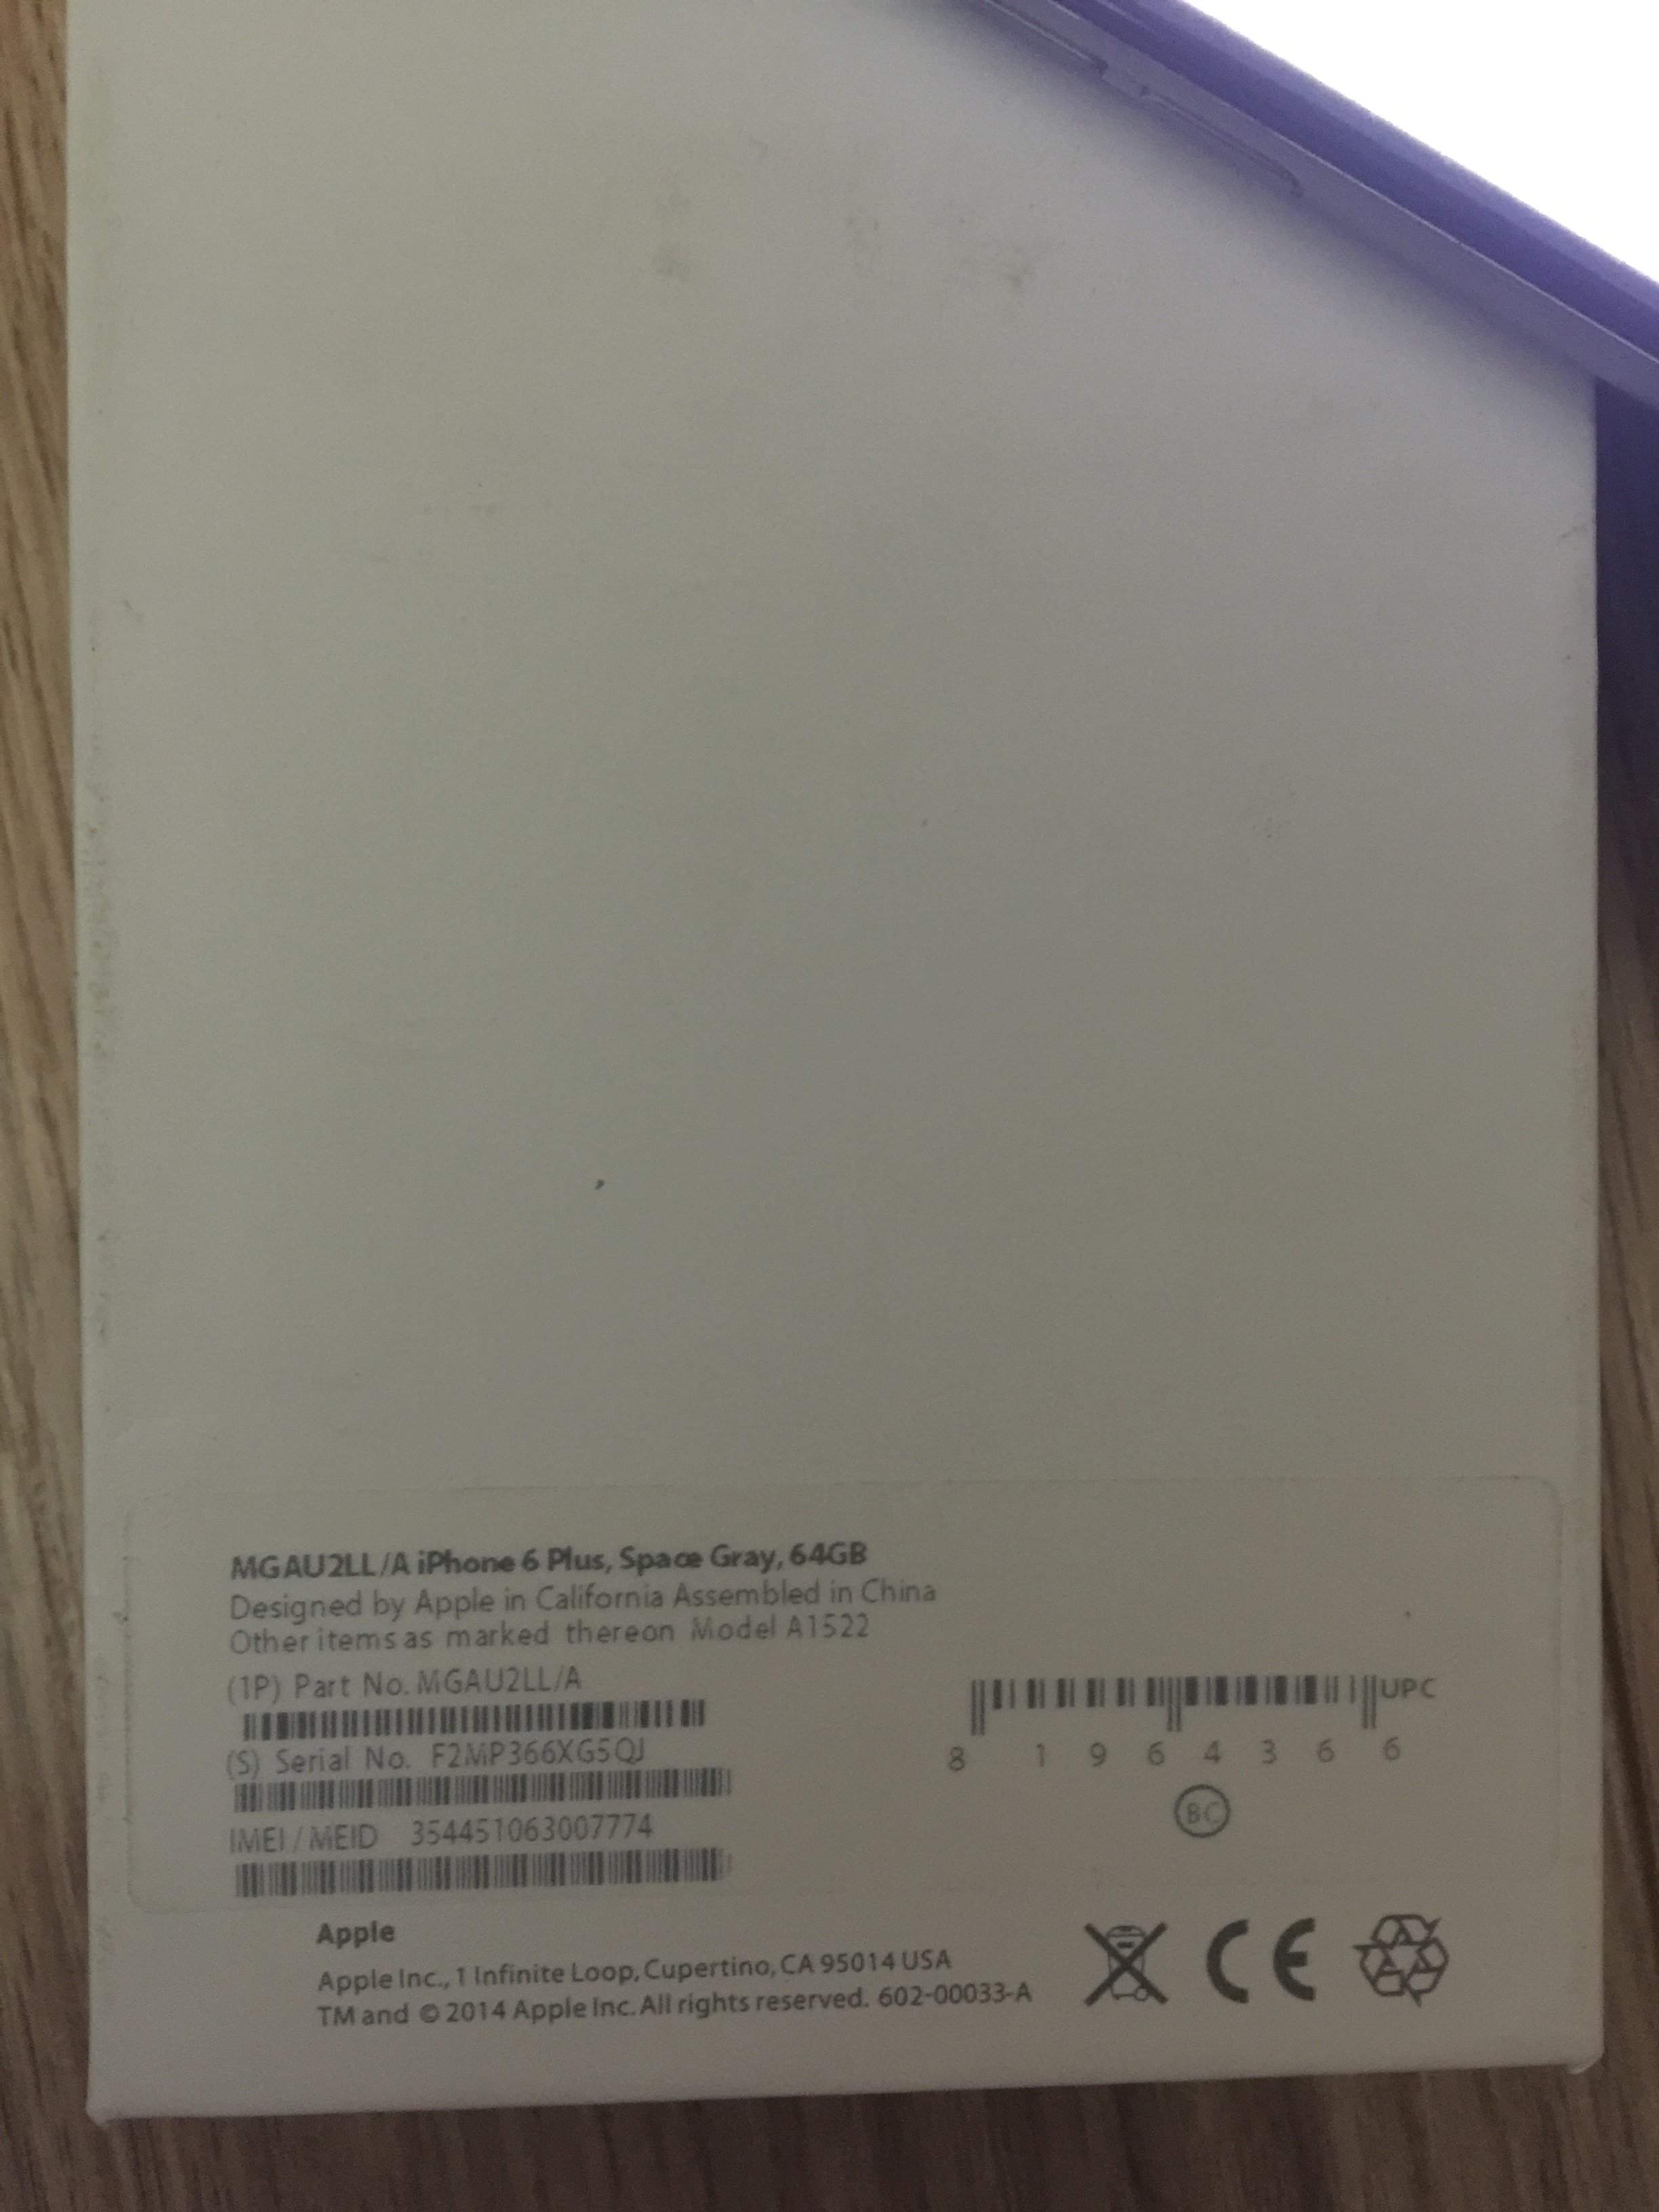 MGAU2LL/A iPhone 6 Plus, Space Gray, 64GB
Designed by Apple in California Assembled in China
Other items as marked thereon Model A1522
(1P) Part No. MGAU2LL/A
(S) Serial No. F2MP366XG5QJ
IMEI / MEID 354451063007774
UPC
8 1 9 6 4 3 6 6
BC
Apple
Apple Inc., 1 Infinite Loop, Cupertino, CA 95014 USA
TM and © 2014 Apple Inc. All rights reserved. 602-00033-A
CE